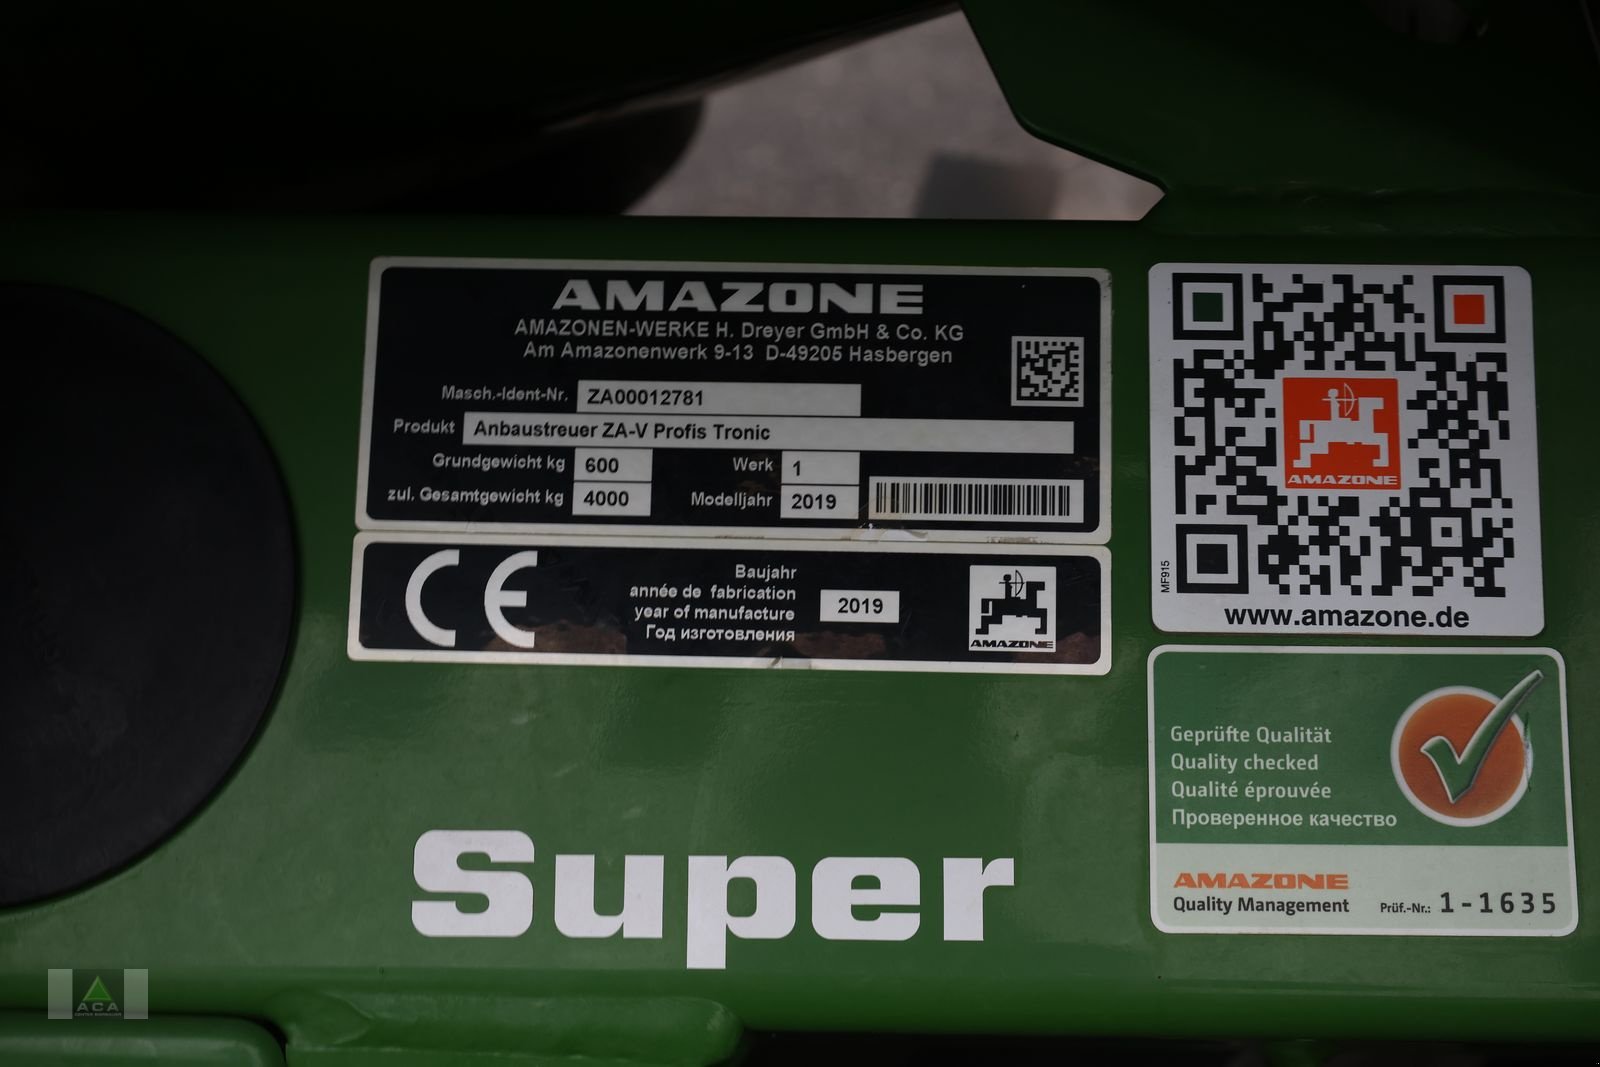 AMAZONE
AMAZONEN-WERKE H. Dreyer GmbH & Co. KG
Am Amazonenwerk 9-13 D-49205 Hasbergen
Masch.-Ident-Nr. ZA00012781
Produkt Anbaustreuer ZA-V Profis Tronic
Grundgewicht kg 600 Werk 1
zul. Gesamtgewicht kg 4000 Modelljahr 2019
CE
Baujahr
année de fabrication
year of manufacture
Год изготовления
2019
AMAZONE
AMAZONE
MF915
www.amazone.de
Geprüfte Qualität
Quality checked
Qualité éprouvée
Проверенное качество
AMAZONE
Quality Management Prüf.-Nr.: 1-1635
Super
ACA